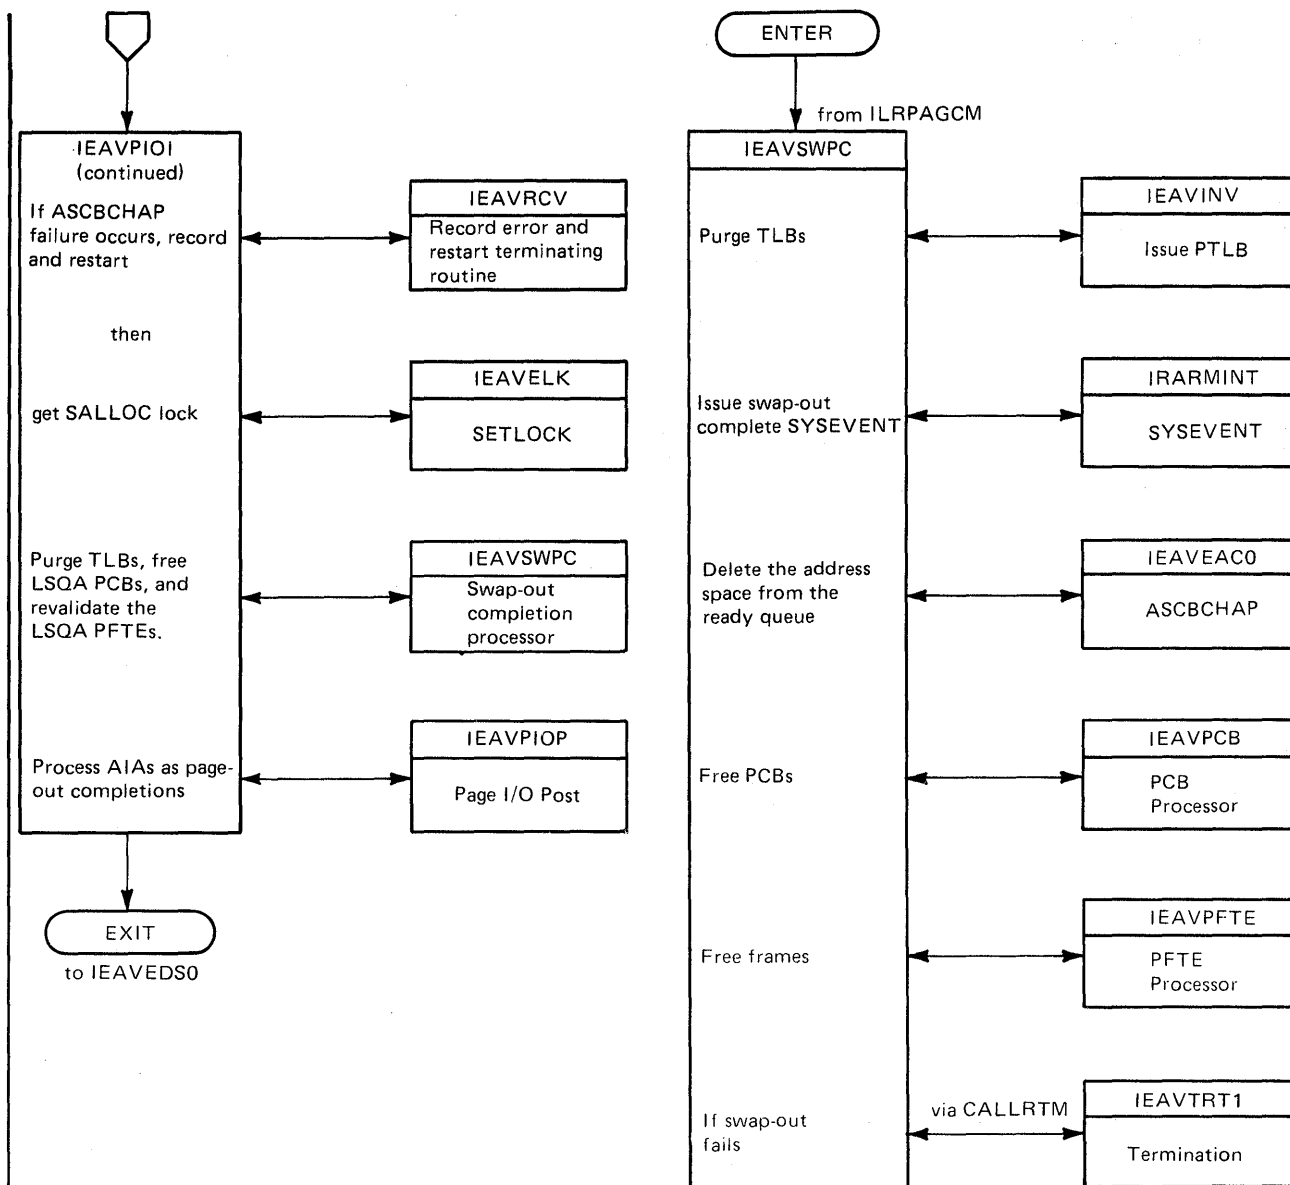 IEAVPIOI
(continued)
If ASCBCHAP
failure occurs, record
and restart
then
get SALLOC lock
Purge TLBs, free
LSQA PCBs, and
revalidate the
LSQA PFTEs.
Process AIAs as page-
out completions
EXIT
to IEAVEDS0
IEAVRCV
Record error and
restart terminating
routine
IEAVELK
SETLOCK
IEAVSWPC
Swap-out
completion
processor
IEAVPIOP
Page I/O Post
ENTER
from ILRPAGCM
IEAVSWPC
Purge TLBs
Issue swap-out
complete SYSEVENT
Delete the address
space from the
ready queue
Free PCBs
Free frames
If swap-out
fails
via CALLRTM
IEAVINV
Issue PTLB
IRARMINT
SYSEVENT
IEAVEAC0
ASCBCHAP
IEAVPCB
PCB
Processor
IEAVPFTE
PFTE
Processor
IEAVTRT1
Termination